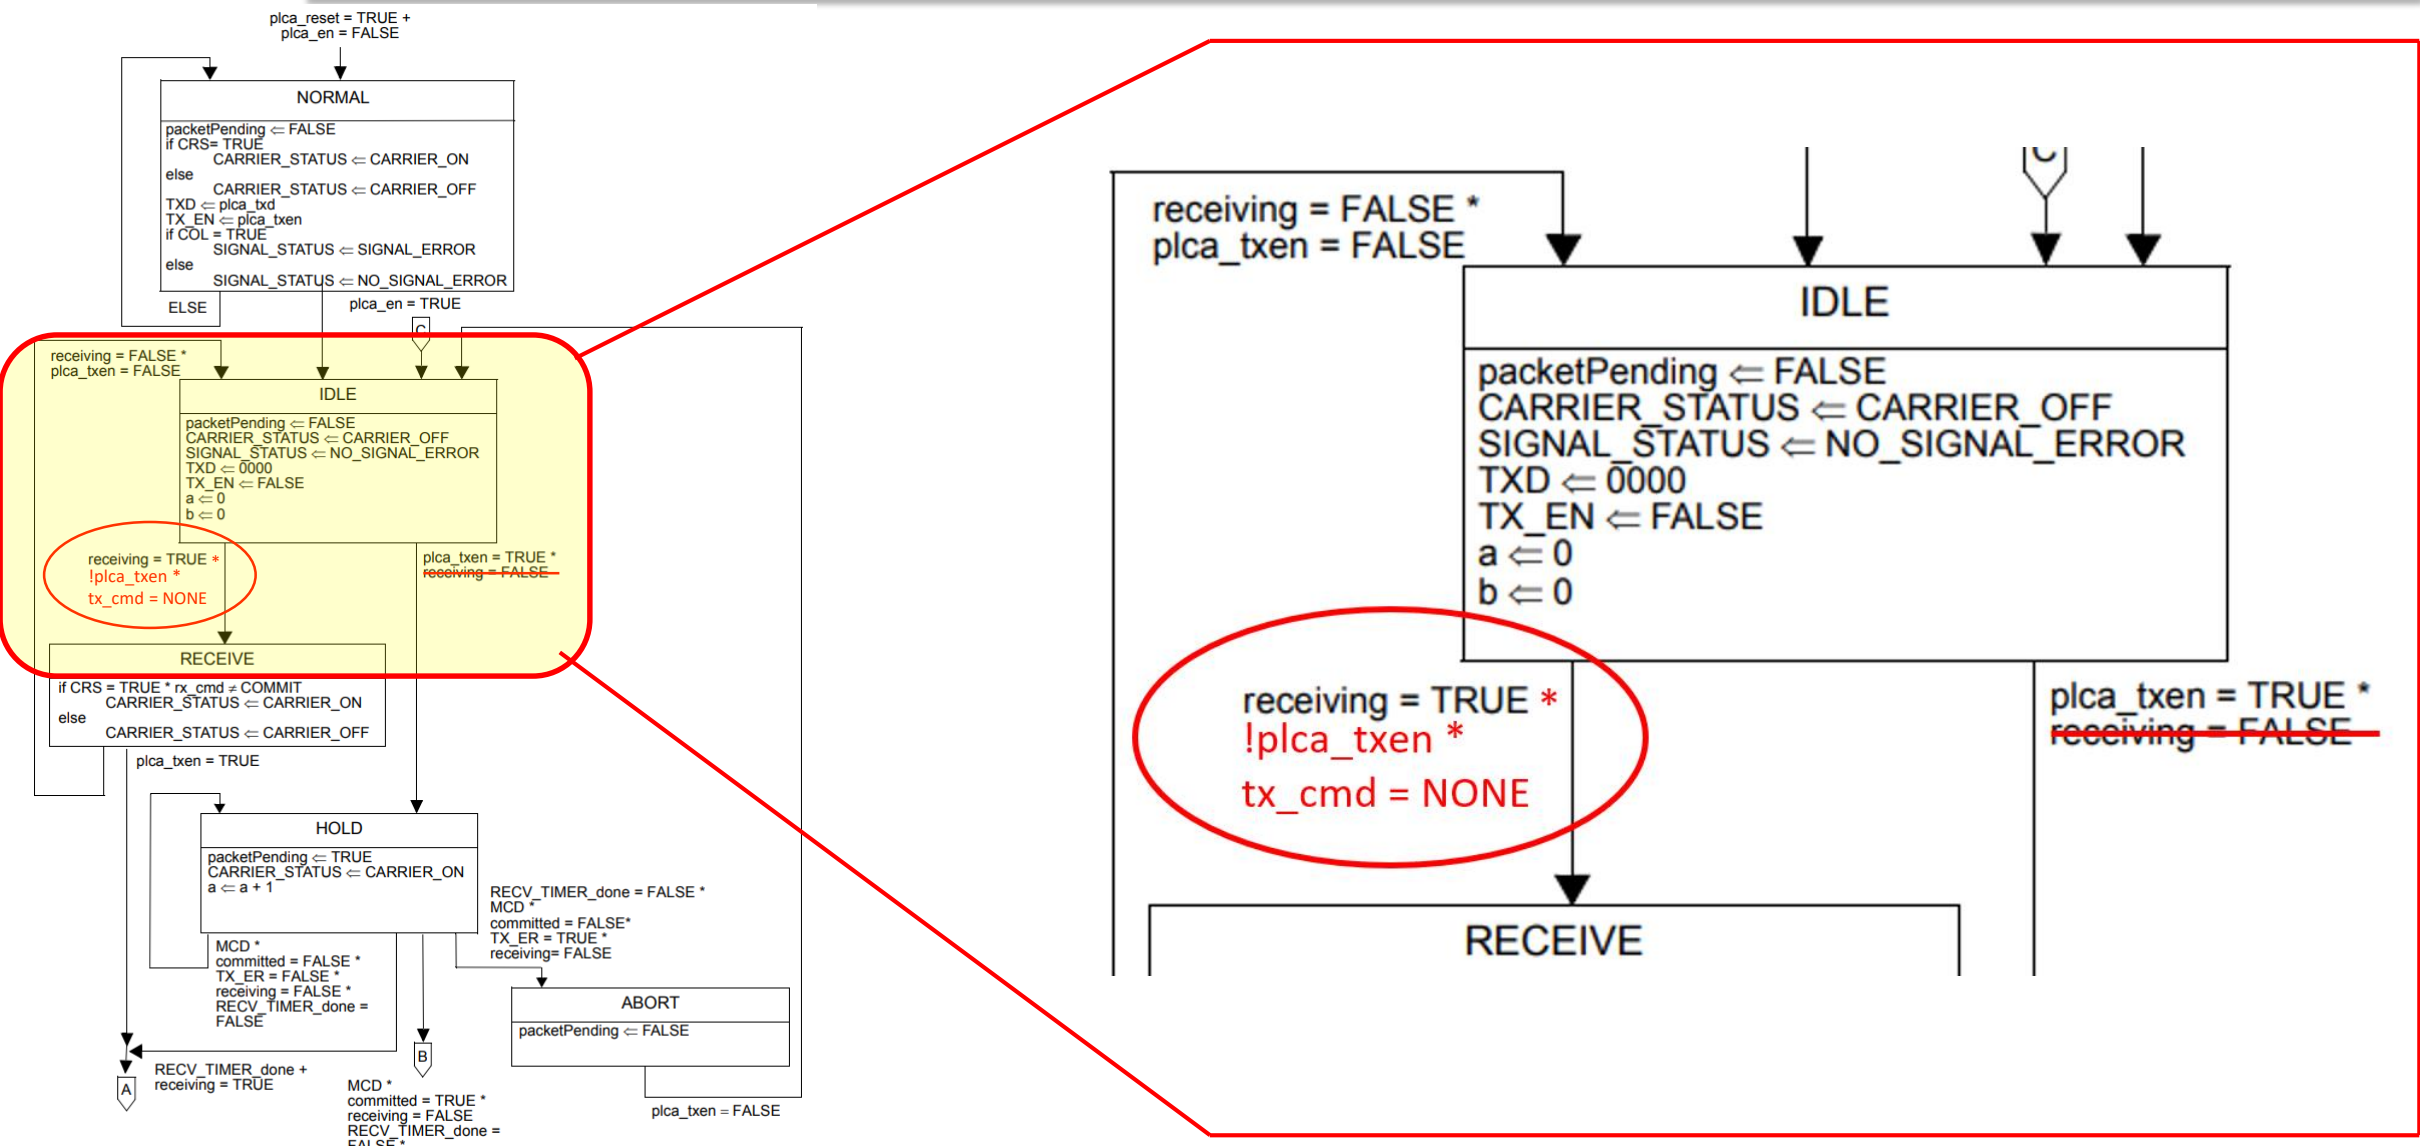 plca_reset = TRUE +
plca_en = FALSE
NORMAL
packetPending ⇐ FALSE
if CRS= TRUE
CARRIER_STATUS ⇐ CARRIER_ON
else
CARRIER_STATUS ⇐ CARRIER_OFF
TXD ⇐ plca_txd
TX_EN ⇐ plca_txen
if COL = TRUE
SIGNAL_STATUS ⇐ SIGNAL_ERROR
else
SIGNAL_STATUS ⇐ NO_SIGNAL_ERROR
ELSE
plca_en = TRUE
C
receiving = FALSE *
plca_txen = FALSE
IDLE
packetPending ⇐ FALSE
CARRIER_STATUS ⇐ CARRIER_OFF
SIGNAL_STATUS ⇐ NO_SIGNAL_ERROR
TXD ⇐ 0000
TX_EN ⇐ FALSE
a ⇐ 0
b ⇐ 0
receiving = TRUE *
!plca_txen *
tx_cmd = NONE
plca_txen = TRUE *
receiving = FALSE
RECEIVE
if CRS = TRUE * rx_cmd ≠ COMMIT
CARRIER_STATUS ⇐ CARRIER_ON
else
CARRIER_STATUS ⇐ CARRIER_OFF
plca_txen = TRUE
HOLD
packetPending ⇐ TRUE
CARRIER_STATUS ⇐ CARRIER_ON
a ⇐ a + 1
MCD *
committed = FALSE *
TX_ER = FALSE *
receiving = FALSE *
RECV_TIMER_done =
FALSE
RECV_TIMER_done = FALSE *
MCD *
committed = FALSE*
TX_ER = TRUE *
receiving= FALSE
ABORT
packetPending ⇐ FALSE
plca_txen = FALSE
RECV_TIMER_done +
receiving = TRUE
A
B
MCD *
committed = TRUE *
receiving = FALSE
RECV_TIMER_done =
FALSE *
C
receiving = FALSE *
plca_txen = FALSE
IDLE
packetPending ⇐ FALSE
CARRIER_STATUS ⇐ CARRIER_OFF
SIGNAL_STATUS ⇐ NO_SIGNAL_ERROR
TXD ⇐ 0000
TX_EN ⇐ FALSE
a ⇐ 0
b ⇐ 0
receiving = TRUE *
!plca_txen *
tx_cmd = NONE
plca_txen = TRUE *
receiving = FALSE
RECEIVE